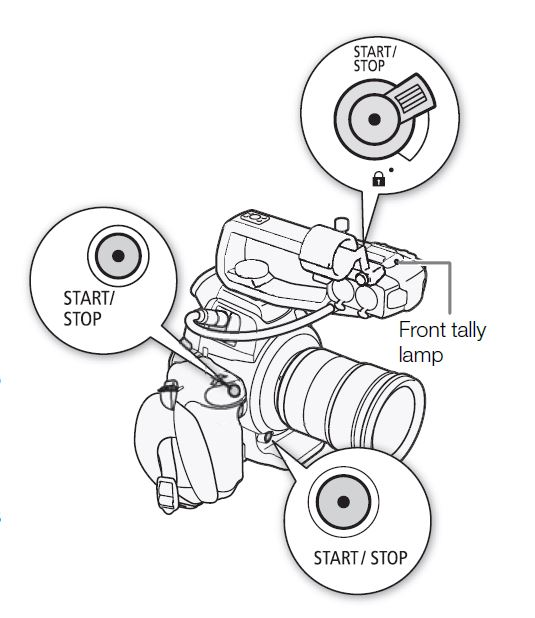 START/
STOP
START/
STOP
Front tally
lamp
START / STOP